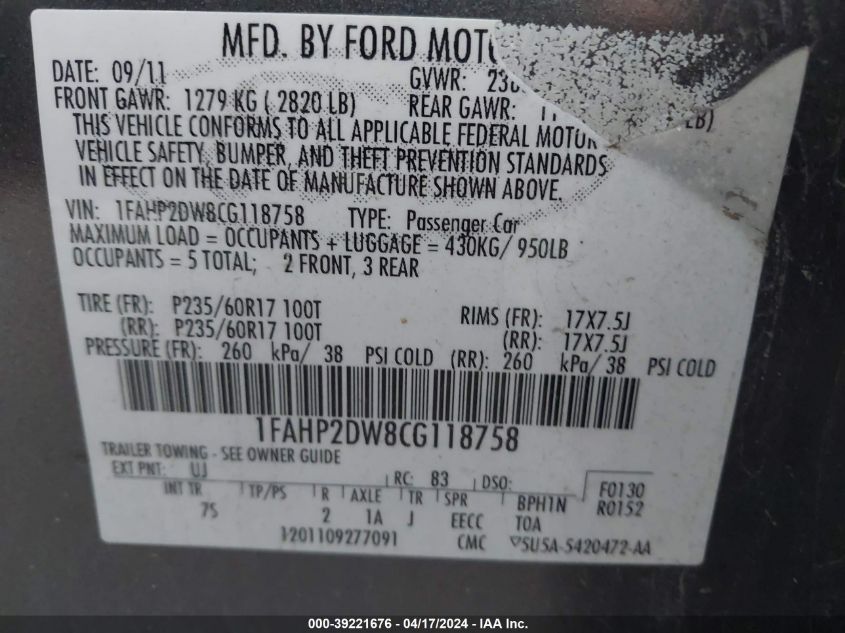 MFD. BY FORD
DATE: 09/11 GVWR:
FRONT GAWR: 1279 KG ( 2820 LB) REAR GAWR: LB)
THIS VEHICLE CONFORMS TO ALL APPLICABLE FEDERAL MOTOR
VEHICLE SAFETY, BUMPER, AND THEFT PREVENTION STANDARDS
IN EFFECT ON THE DATE OF MANUFACTURE SHOWN ABOVE.
VIN: 1FAHP2DW8CG118758 TYPE: Passenger Car
MAXIMUM LOAD = OCCUPANTS + LUGGAGE = 430KG/ 950LB
OCCUPANTS = 5 TOTAL; 2 FRONT, 3 REAR
TIRE (FR): P235/60R17 100T RIMS (FR): 17X7.5J
(RR): P235/60R17 100T (RR): 17X7.5J
PRESSURE (FR): 260 kPa/ 38 PSI COLD (RR): 260 kPa/ 38 PSI COLD
1FAHP2DW8CG118758
TRAILER TOWING - SEE OWNER GUIDE
EXT PNT: UJ RC: 83 DSO: F0130
INT TR TP/PS R AXLE TR SPR BPH1N R0152
7S 2 1A J EECC TOA
1201109277091 CMC SU5A-5420472-AA
000-39221676 - 04/17/2024 - IAA Inc.